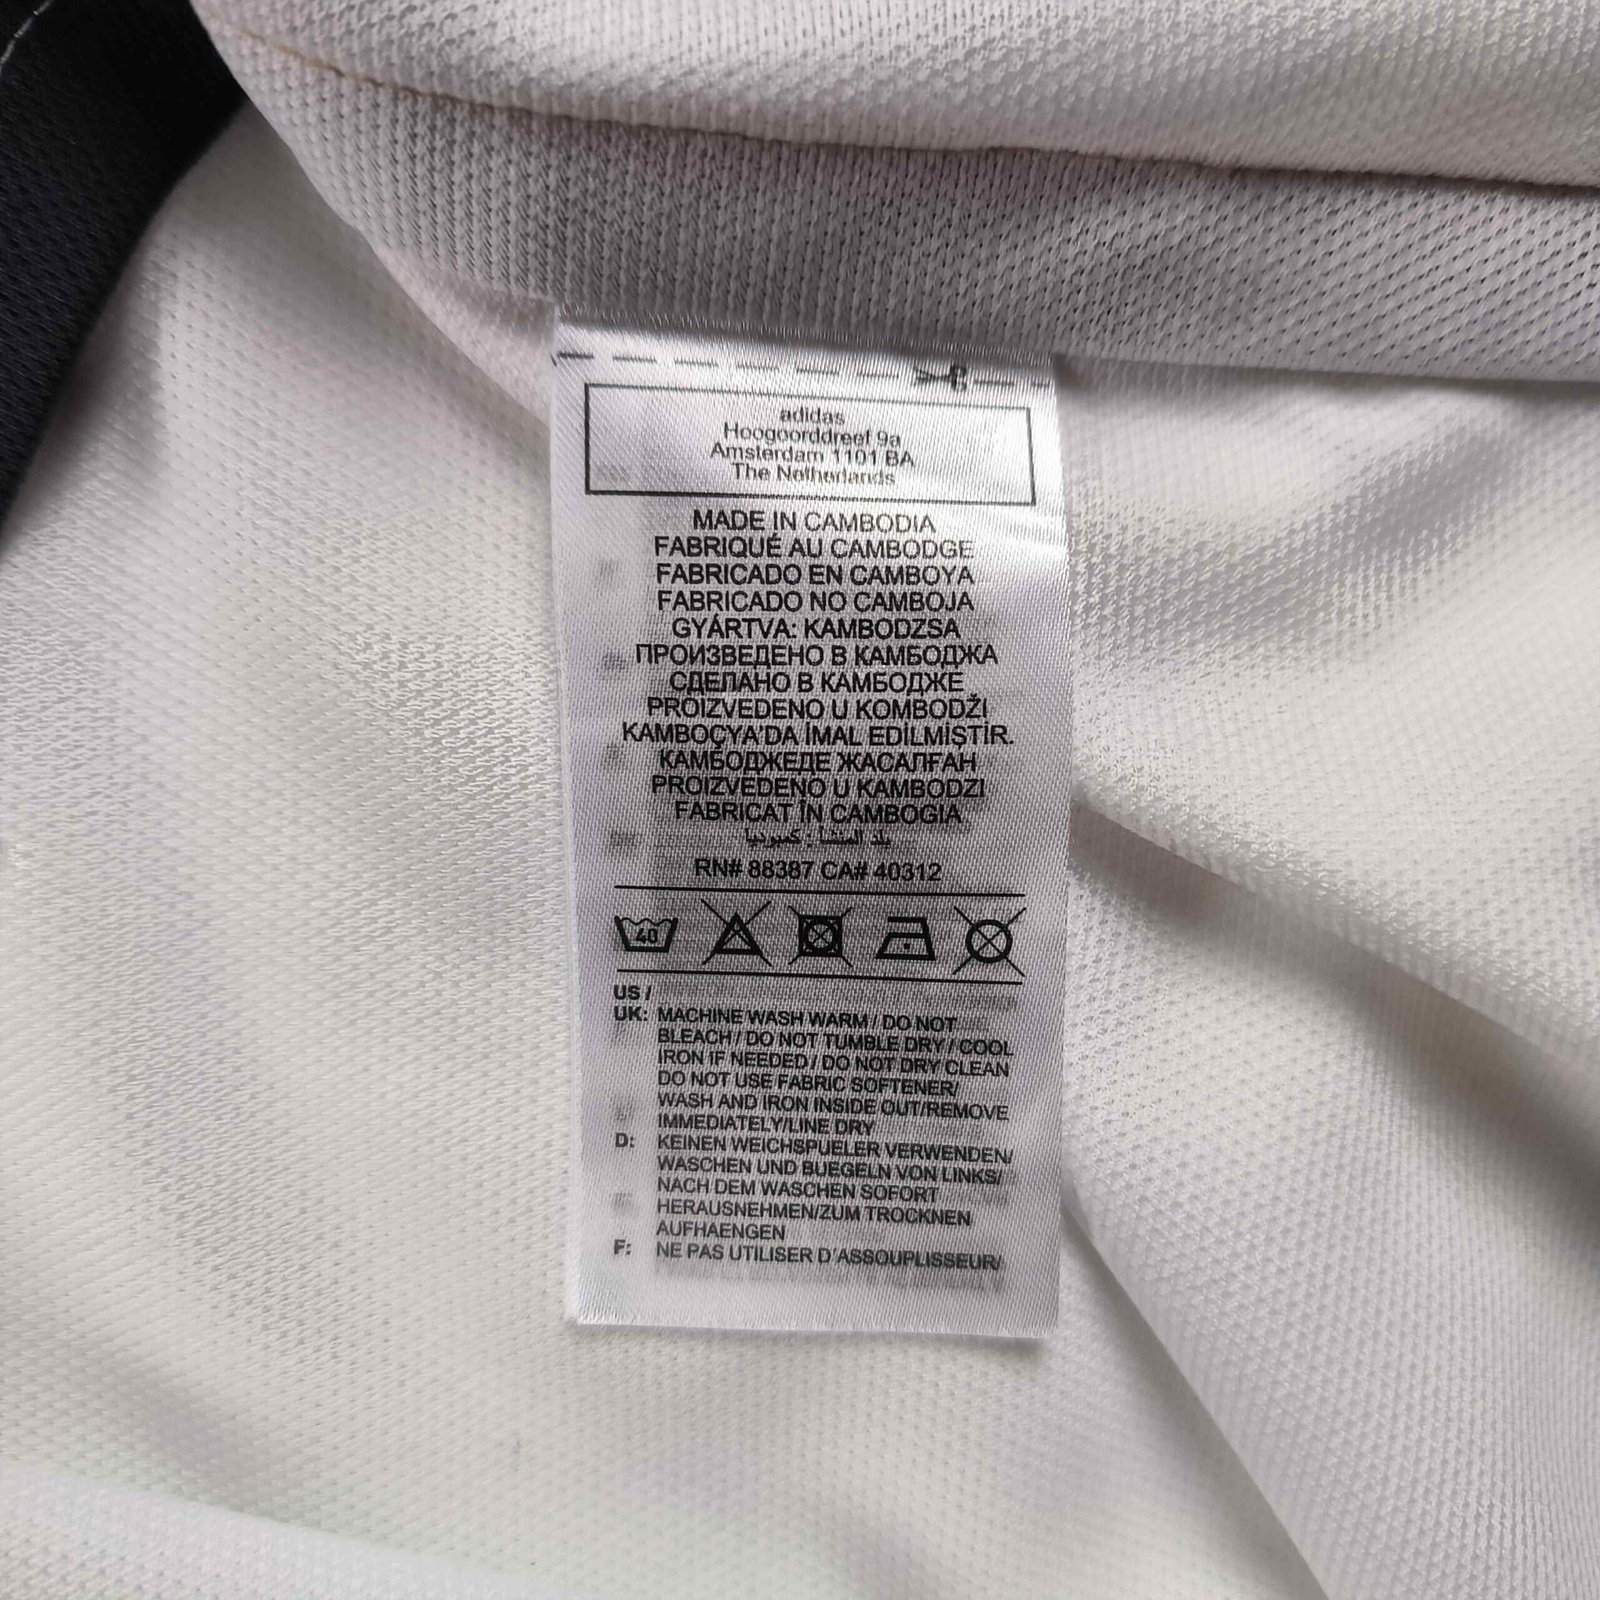 adidas
Hoogoorddreef 9a
Amsterdam 1101 BA
The Netherlands
MADE IN CAMBODIA
FABRIQUÉ AU CAMBODGE
FABRICADO EN CAMBOYA
FABRICADO NO CAMBOJA
GYÁRTVA: KAMBODZSA
ПРОИЗВЕДЕНО В КАМБОДЖА
СДЕЛАНО В КАМБОДЖЕ
PROIZVEDENO U KOMBODŽI
KAMBOÇYA'DA İMAL EDİLMİŞTİR.
КАМБОДЖЕДЕ ЖАСАЛҒАН
PROIZVEDENO U KAMBODZI
FABRICAT ÎN CAMBOGIA
بلد المنشأ : كمبوديا
RN# 88387 CA# 40312
40
US /
UK: MACHINE WASH WARM / DO NOT
BLEACH / DO NOT TUMBLE DRY / COOL
IRON IF NEEDED / DO NOT DRY CLEAN
DO NOT USE FABRIC SOFTENER/
WASH AND IRON INSIDE OUT/REMOVE
IMMEDIATELY/LINE DRY
D: KEINEN WEICHSPUELER VERWENDEN/
WASCHEN UND BUEGELN VON LINKS/
NACH DEM WASCHEN SOFORT
HERAUSNEHMEN/ZUM TROCKNEN
AUFHAENGEN
F: NE PAS UTILISER D'ASSOUPLISSEUR/